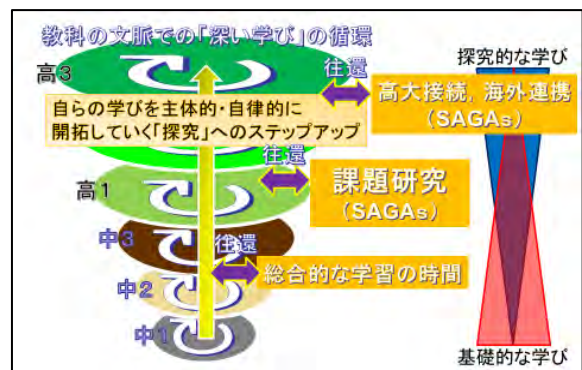 教科の文脈での「深い学び」の循環
高3
往還
高大接続,海外連携
(SAGAs)
自らの学びを主体的・自律的に
開拓していく「探究」へのステップアップ
往還
高1
課題研究
(SAGAs)
中3
往還
総合的な学習の時間
中2
中1
探究的な学び
基礎的な学び